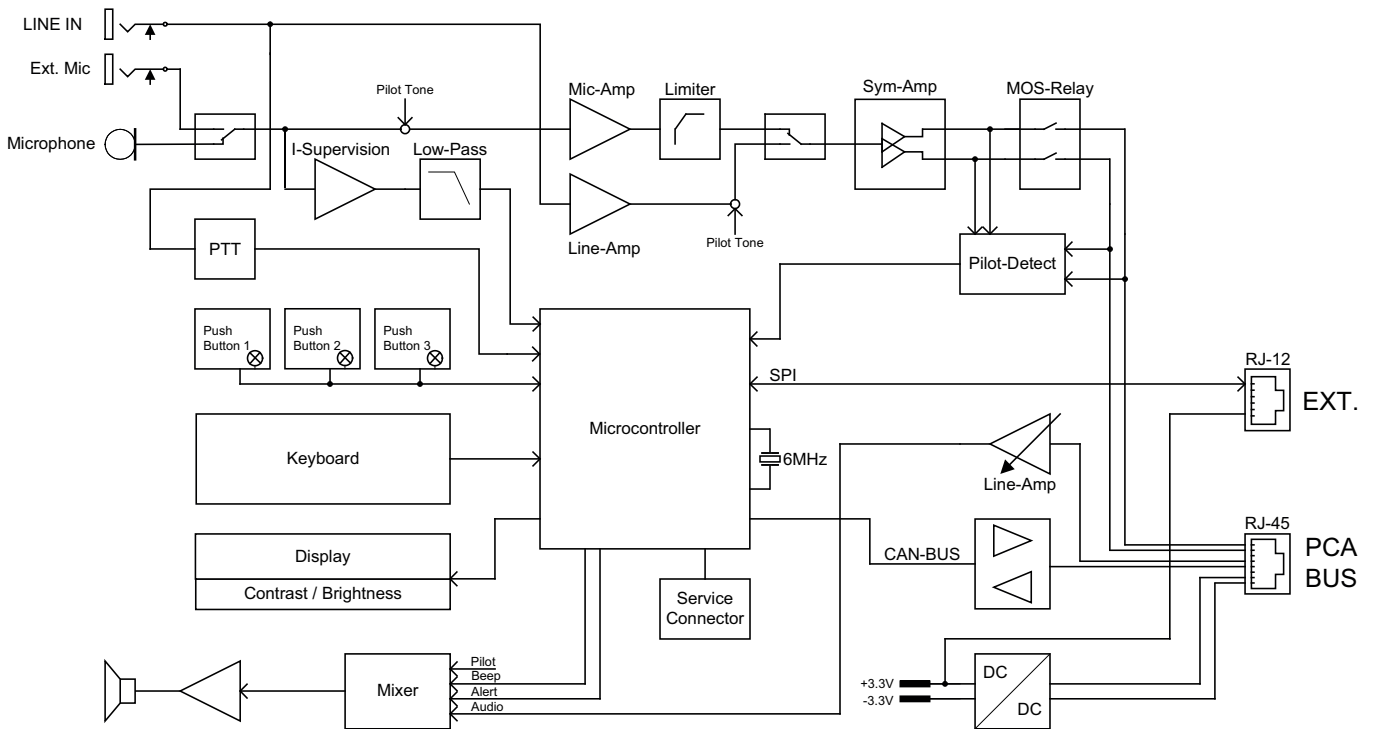 LINE IN
Ext. Mic
Microphone
Pilot Tone
Mic-Amp
Limiter
Sym-Amp
MOS-Relay
I-Supervision
Low-Pass
PTT
Line-Amp
Pilot Tone
Pilot-Detect
Push
Button 1
Push
Button 2
Push
Button 3
SPI
RJ-12
EXT.
Microcontroller
Keyboard
6MHz
Line-Amp
RJ-45
PCA
BUS
Display
Contrast / Brightness
CAN-BUS
Service
Connector
Mixer
Pilot
Beep
Alert
Audio
+3.3V
-3.3V
DC
DC